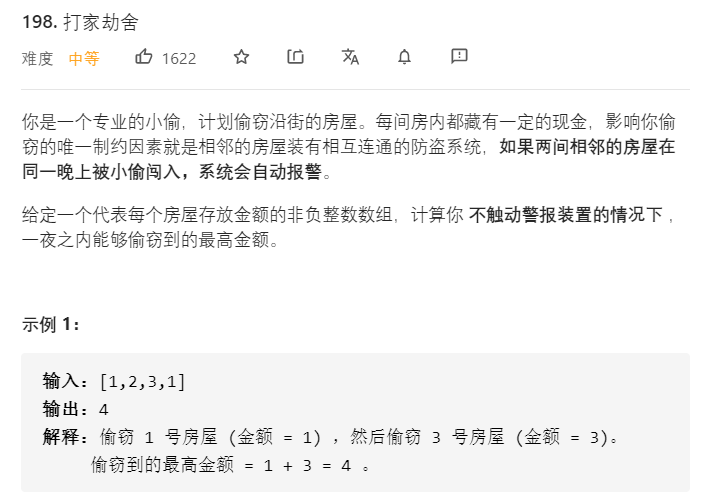 198. 打家劫舍
难度 中等 1622
你是一个专业的小偷，计划偷窃沿街的房屋。每间房内都藏有一定的现金，影响你偷
窃的唯一制约因素就是相邻的房屋装有相互连通的防盗系统，如果两间相邻的房屋在
同一晚上被小偷闯入，系统会自动报警。
给定一个代表每个房屋存放金额的非负整数数组，计算你 不触动警报装置的情况下 ，
一夜之内能够偷窃到的最高金额。
示例 1：
输入：[1,2,3,1]
输出：4
解释：偷窃 1 号房屋 (金额 = 1) ，然后偷窃 3 号房屋 (金额 = 3)。
偷窃到的最高金额 = 1 + 3 = 4 。